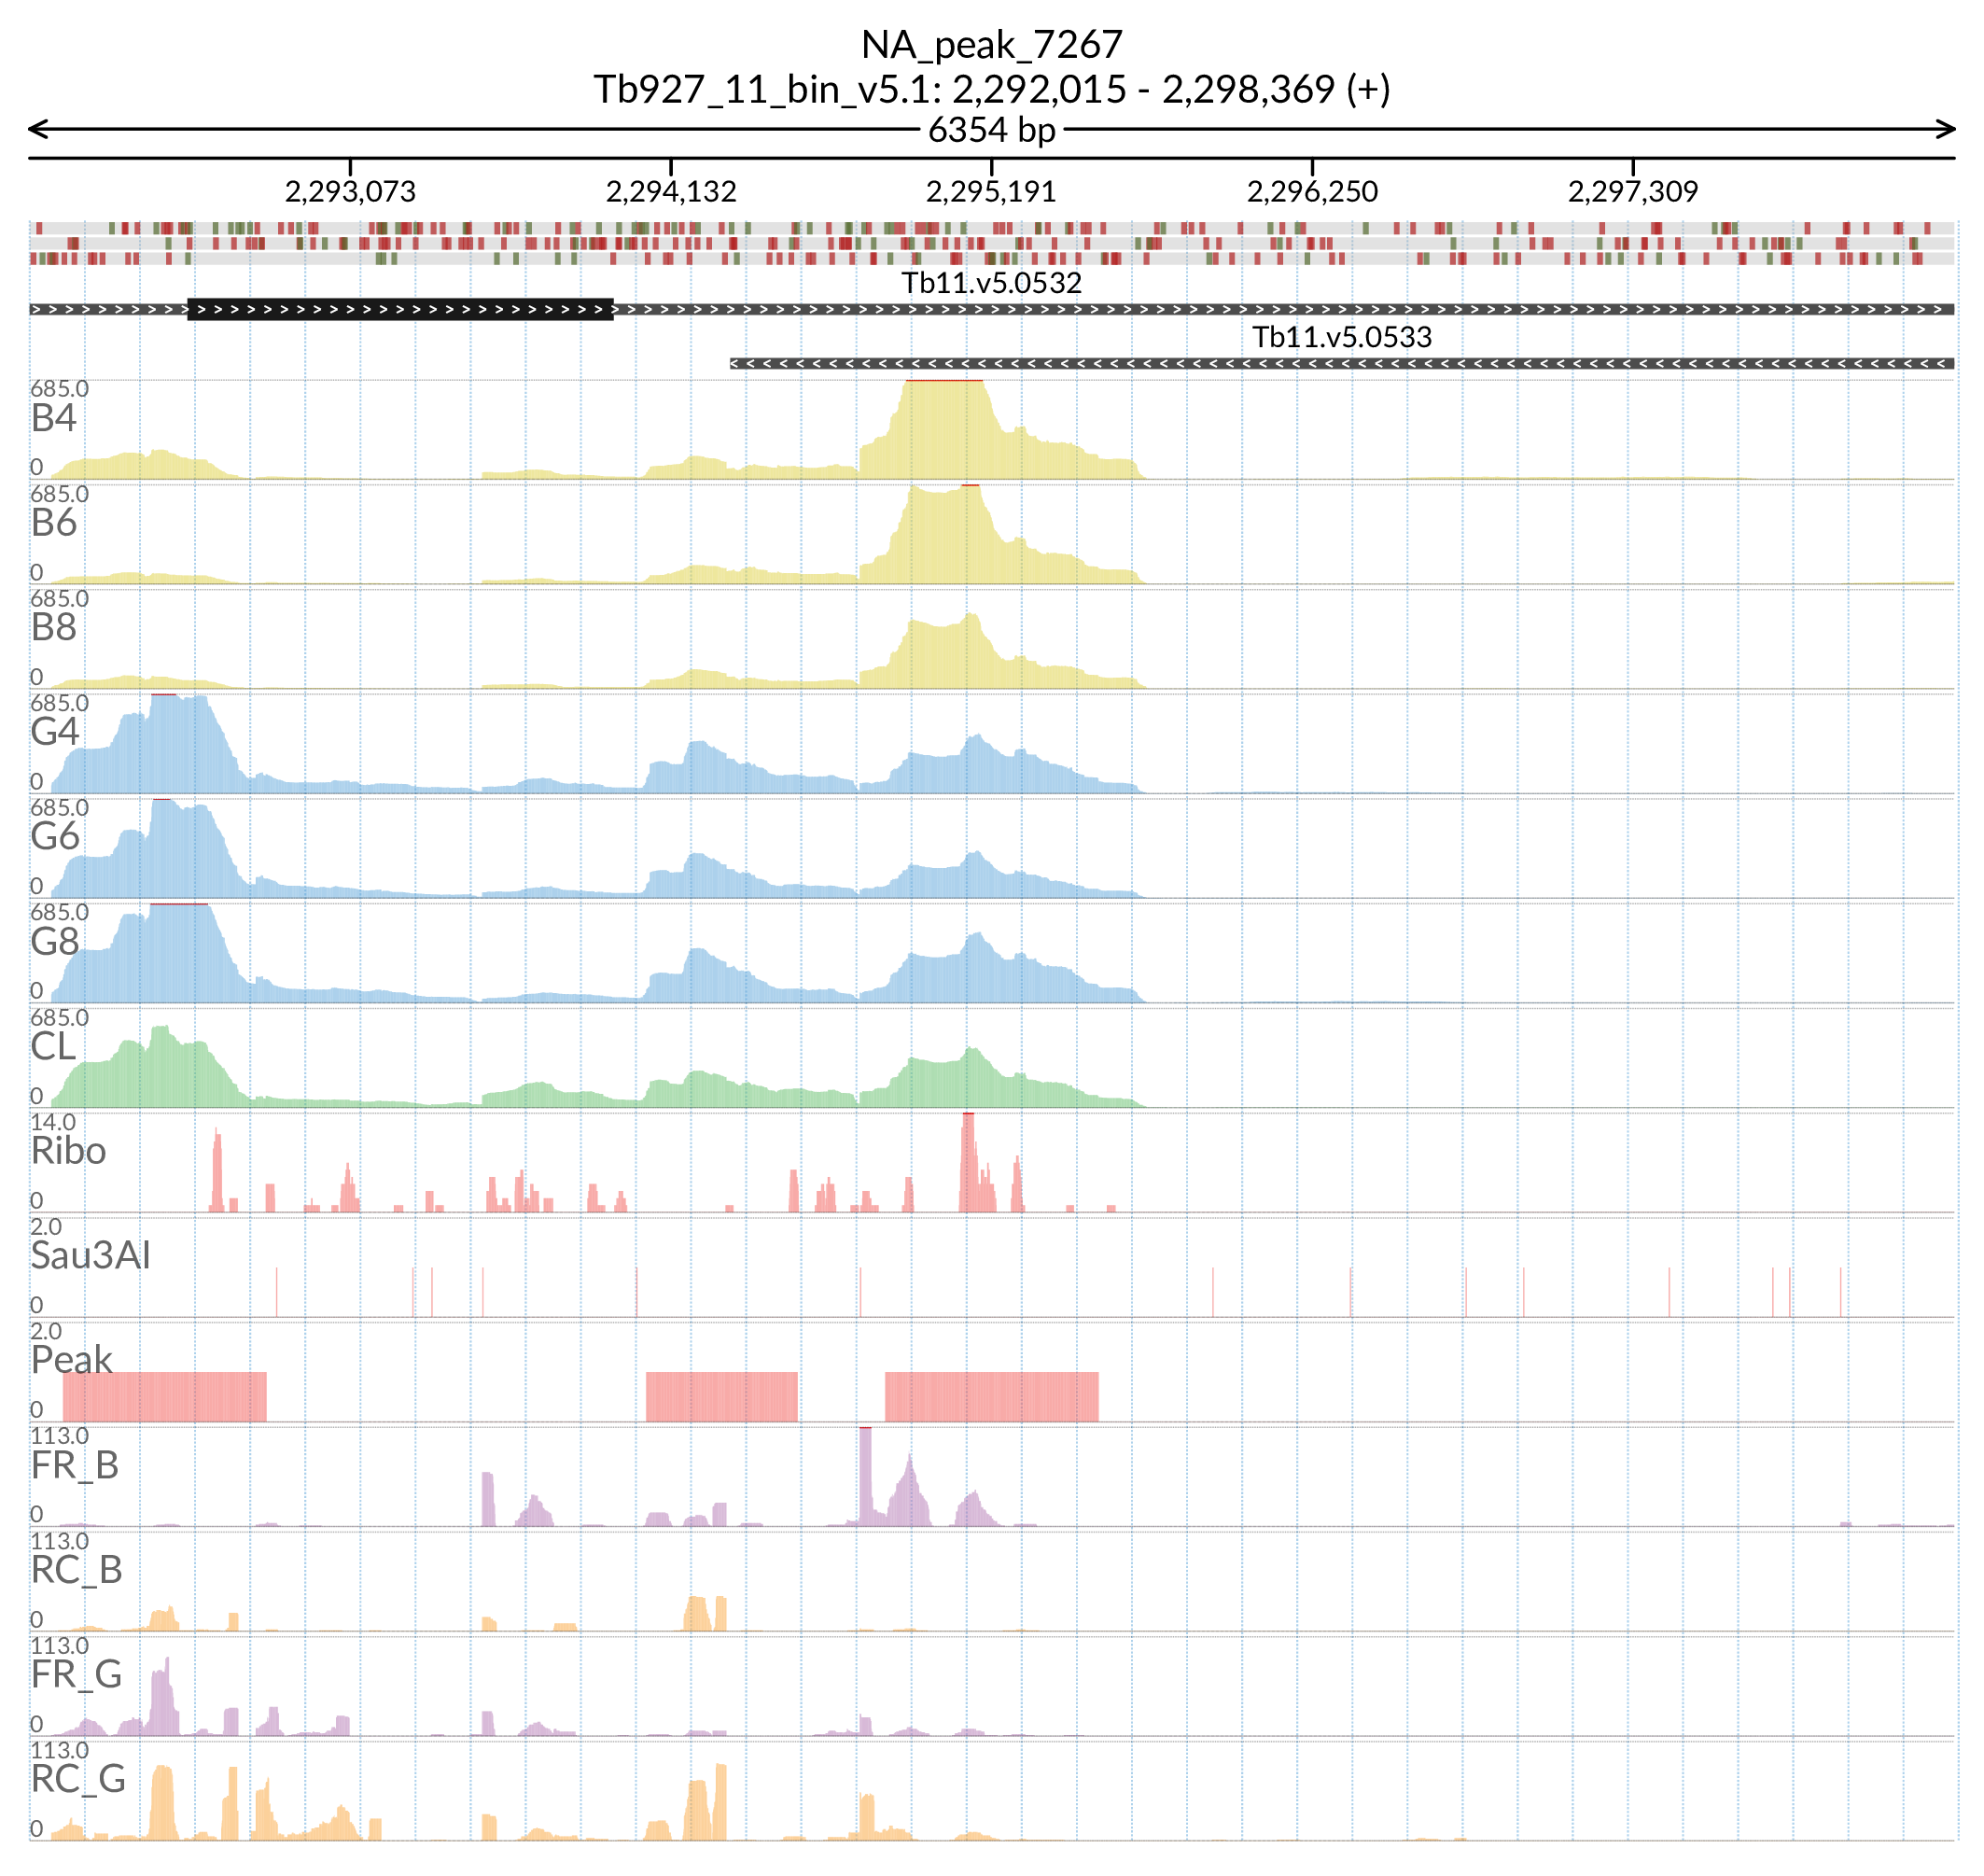 NA_peak_7267
Tb927_11_bin_v5.1: 2,292,015 - 2,298,369 (+)
6354 bp
2,293,073 2,294,132 2,295,191 2,296,250 2,297,309
Tb11.v5.0532
Tb11.v5.0533
685.0
B4
0
685.0
B6
0
685.0
B8
0
685.0
G4
0
685.0
G6
0
685.0
G8
0
685.0
CL
0
14.0
Ribo
0
2.0
Sau3AI
0
2.0
Peak
0
113.0
FR_B
0
113.0
RC_B
0
113.0
FR_G
0
113.0
RC_G
0